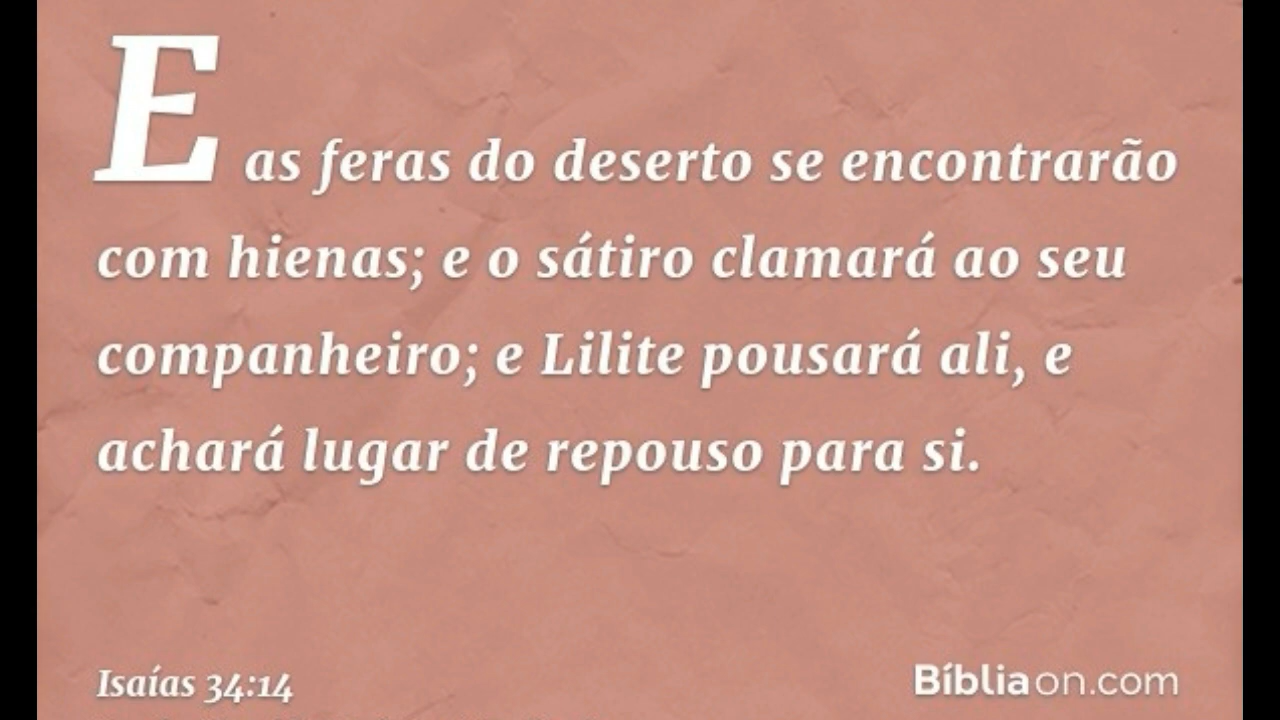 E as feras do deserto se encontrarão
com hienas; e o sátiro clamará ao seu
companheiro; e Lilite pousará ali, e
achará lugar de repouso para si.
Isaías 34:14
Bíbliaon.com